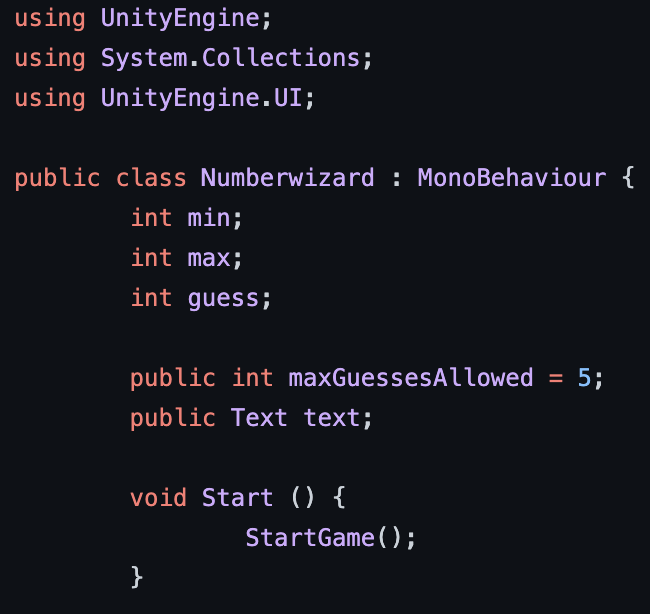 using UnityEngine;
using System.Collections;
using UnityEngine.UI;
public class Numberwizard : MonoBehaviour {
int min;
int max;
int guess;
public int maxGuessesAllowed = 5;
public Text text;
void Start () {
StartGame();
}